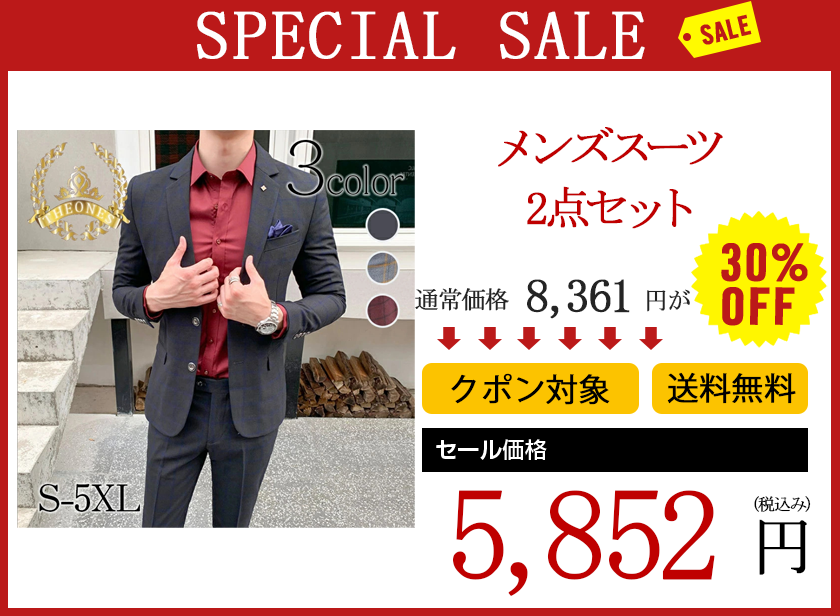 SPECIAL SALE
SALE
メンズスーツ
2点セット
3color
THEONE
30%
OFF
通常価格 8,361 円が
クポン対象
送料無料
セール価格
S-5XL
5,852
(税込み)
円